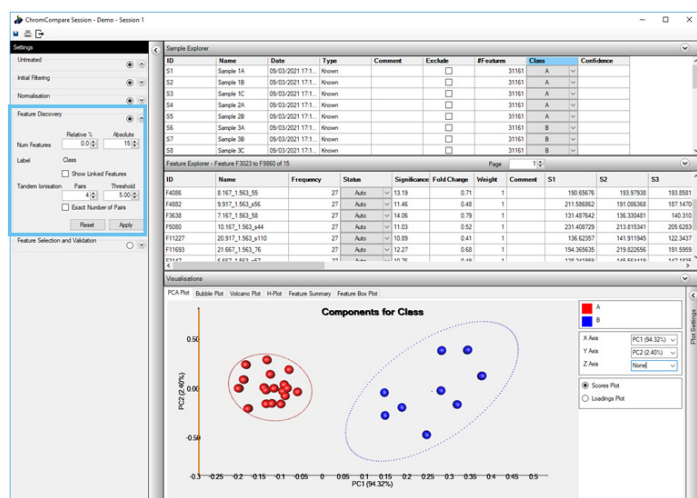 ChromCompare Session - Demo - Session 1
Settings
Untreated
Initial Filtering
Normalisation
Feature Discovery
Relative % Absolute
Num Features 0.0 15
Label Class
Show Linked Features
Tandem Ionisation Pairs Threshold
4 5.00
Exact Number of Pairs
Reset Apply
Feature Selection and Validation
Sample Explorer
ID Name Date Type Comment Exclude #Features Class Confidence
S1 Sample 1A 09/03/2021 17:1... Known 31161 A
S2 Sample 1B 09/03/2021 17:1... Known 31161 A
S3 Sample 1C 09/03/2021 17:1... Known 31161 A
S4 Sample 2A 09/03/2021 17:1... Known 31161 A
S5 Sample 2B 09/03/2021 17:1... Known 31161 A
S6 Sample 3A 09/03/2021 17:1... Known 31161 B
S7 Sample 3B 09/03/2021 17:1... Known 31161 B
S8 Sample 3C 09/03/2021 17:1... Known 31161 B
Feature Explorer - Feature F3023 to F9860 of 15 Page 1
ID Name Frequency Status Significance Fold Change Weight Comment S1 S2 S3
F4086 8.167_1.563_55 27 Auto 13.19 0.71 1 190.65676 193.97938 193.8581
F4882 9.917_1.563_s56 27 Auto 11.46 0.48 1 211.586862 191.086368 187.1470
F3638 7.167_1.563_58 27 Auto 14.06 0.79 1 131.487642 136.330481 140.310
F5080 10.167_1.563_s44 27 Auto 11.03 0.52 1 231.408729 213.815341 205.6283
F11227 20.917_1.563_s110 27 Auto 10.89 0.41 1 136.62357 141.911945 122.3437
F11693 21.667_1.563_76 27 Auto 12.27 0.68 1 194.365635 219.822656 191.5959
Visualisations
PCA Plot Bubble Plot Volcano Plot H-Plot Feature Summary Feature Box Plot
Components for Class
A
B
X Axis PC1 (94.32%)
Y Axis PC2 (2.40%)
Z Axis None
Scores Plot
Loadings Plot
Plot Settings
PC2 (2.40%)
0.50
0.00
-0.50
-0.3 -0.25 -0.2 -0.15 -0.1 -0.05 0 0.05 0.1 0.15 0.2 0.25 0.3 0.35 0.4 0.45 0.5
PC1 (94.32%)